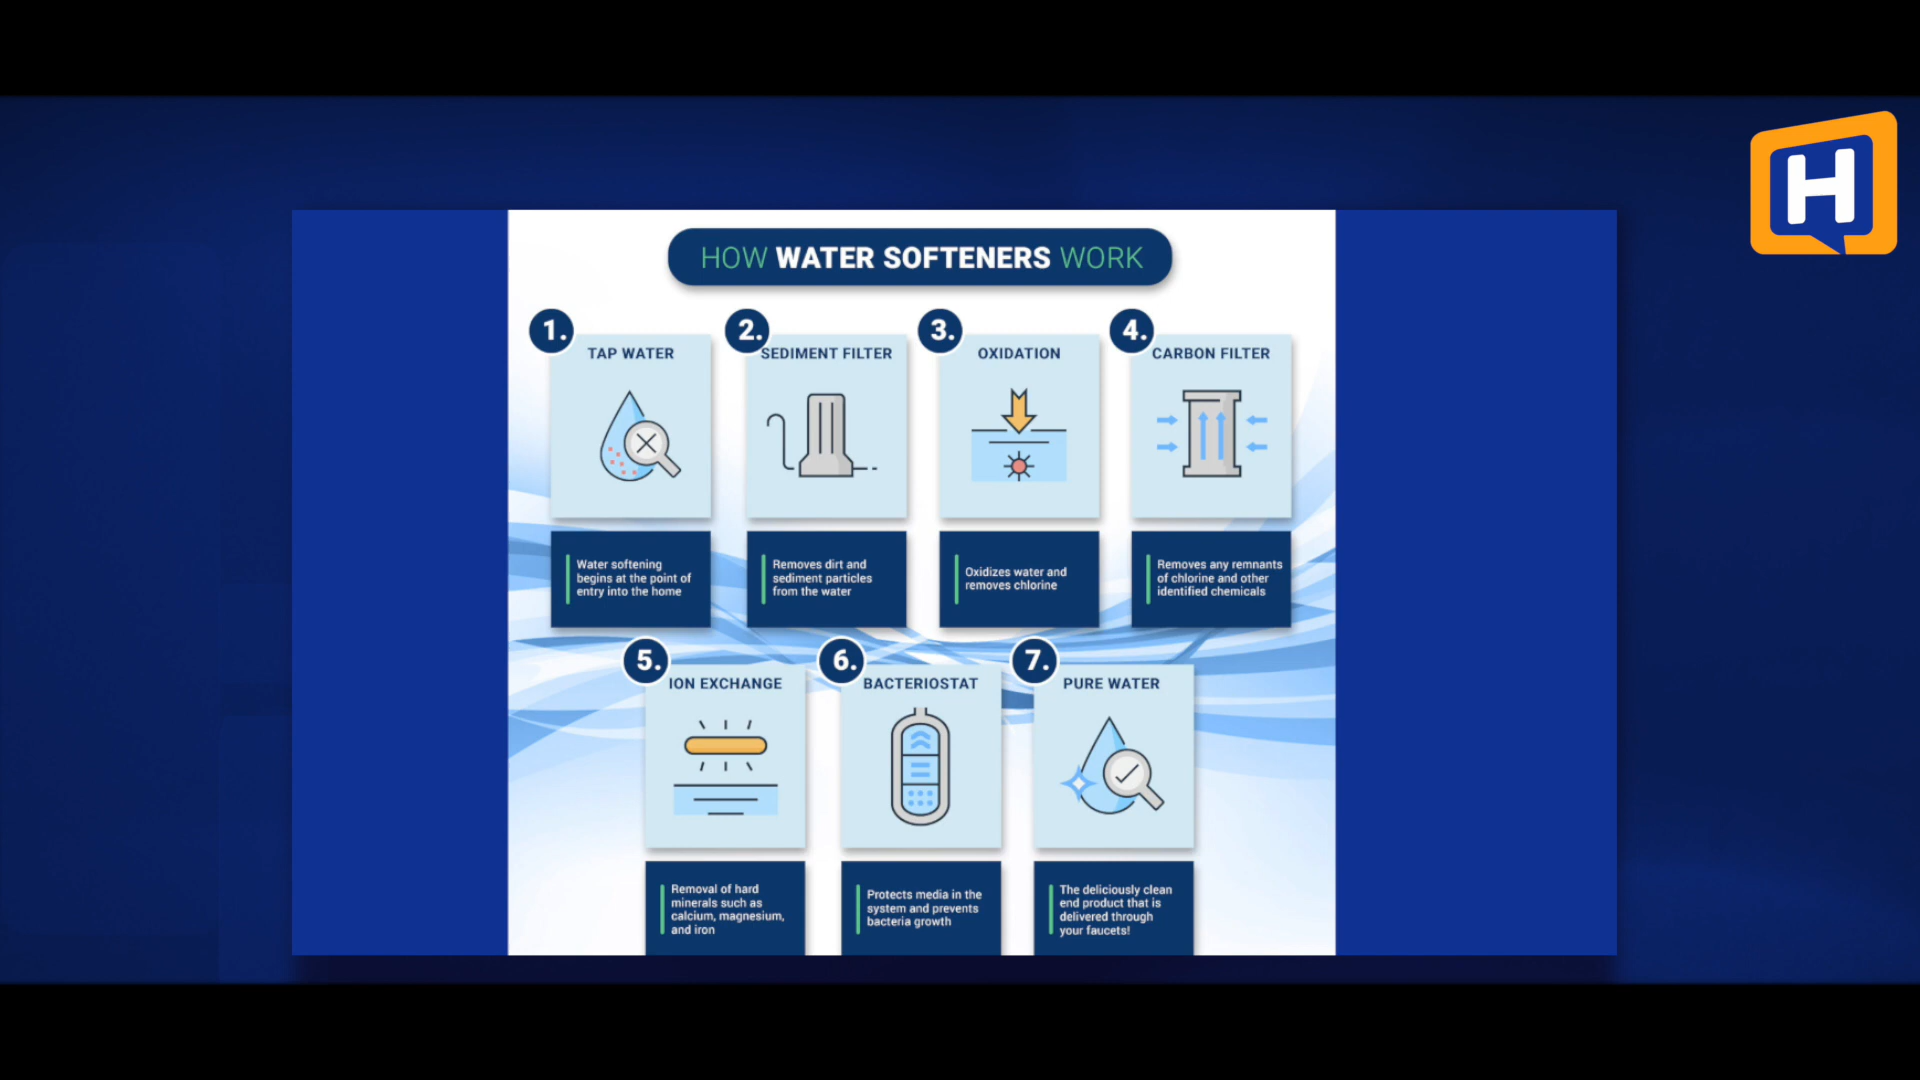 H
HOW WATER SOFTENERS WORK
1.
TAP WATER
Water softening
begins at the point of
entry into the home
2.
SEDIMENT FILTER
Removes dirt and
sediment particles
from the water
3.
OXIDATION
Oxidizes water and
removes chlorine
4.
CARBON FILTER
Removes any remnants
of chlorine and other
identified chemicals
5.
ION EXCHANGE
Removal of hard
minerals such as
calcium, magnesium,
and iron
6.
BACTERIOSTAT
Protects media in the
system and prevents
bacteria growth
7.
PURE WATER
The deliciously clean
end product that is
delivered through
your faucets!